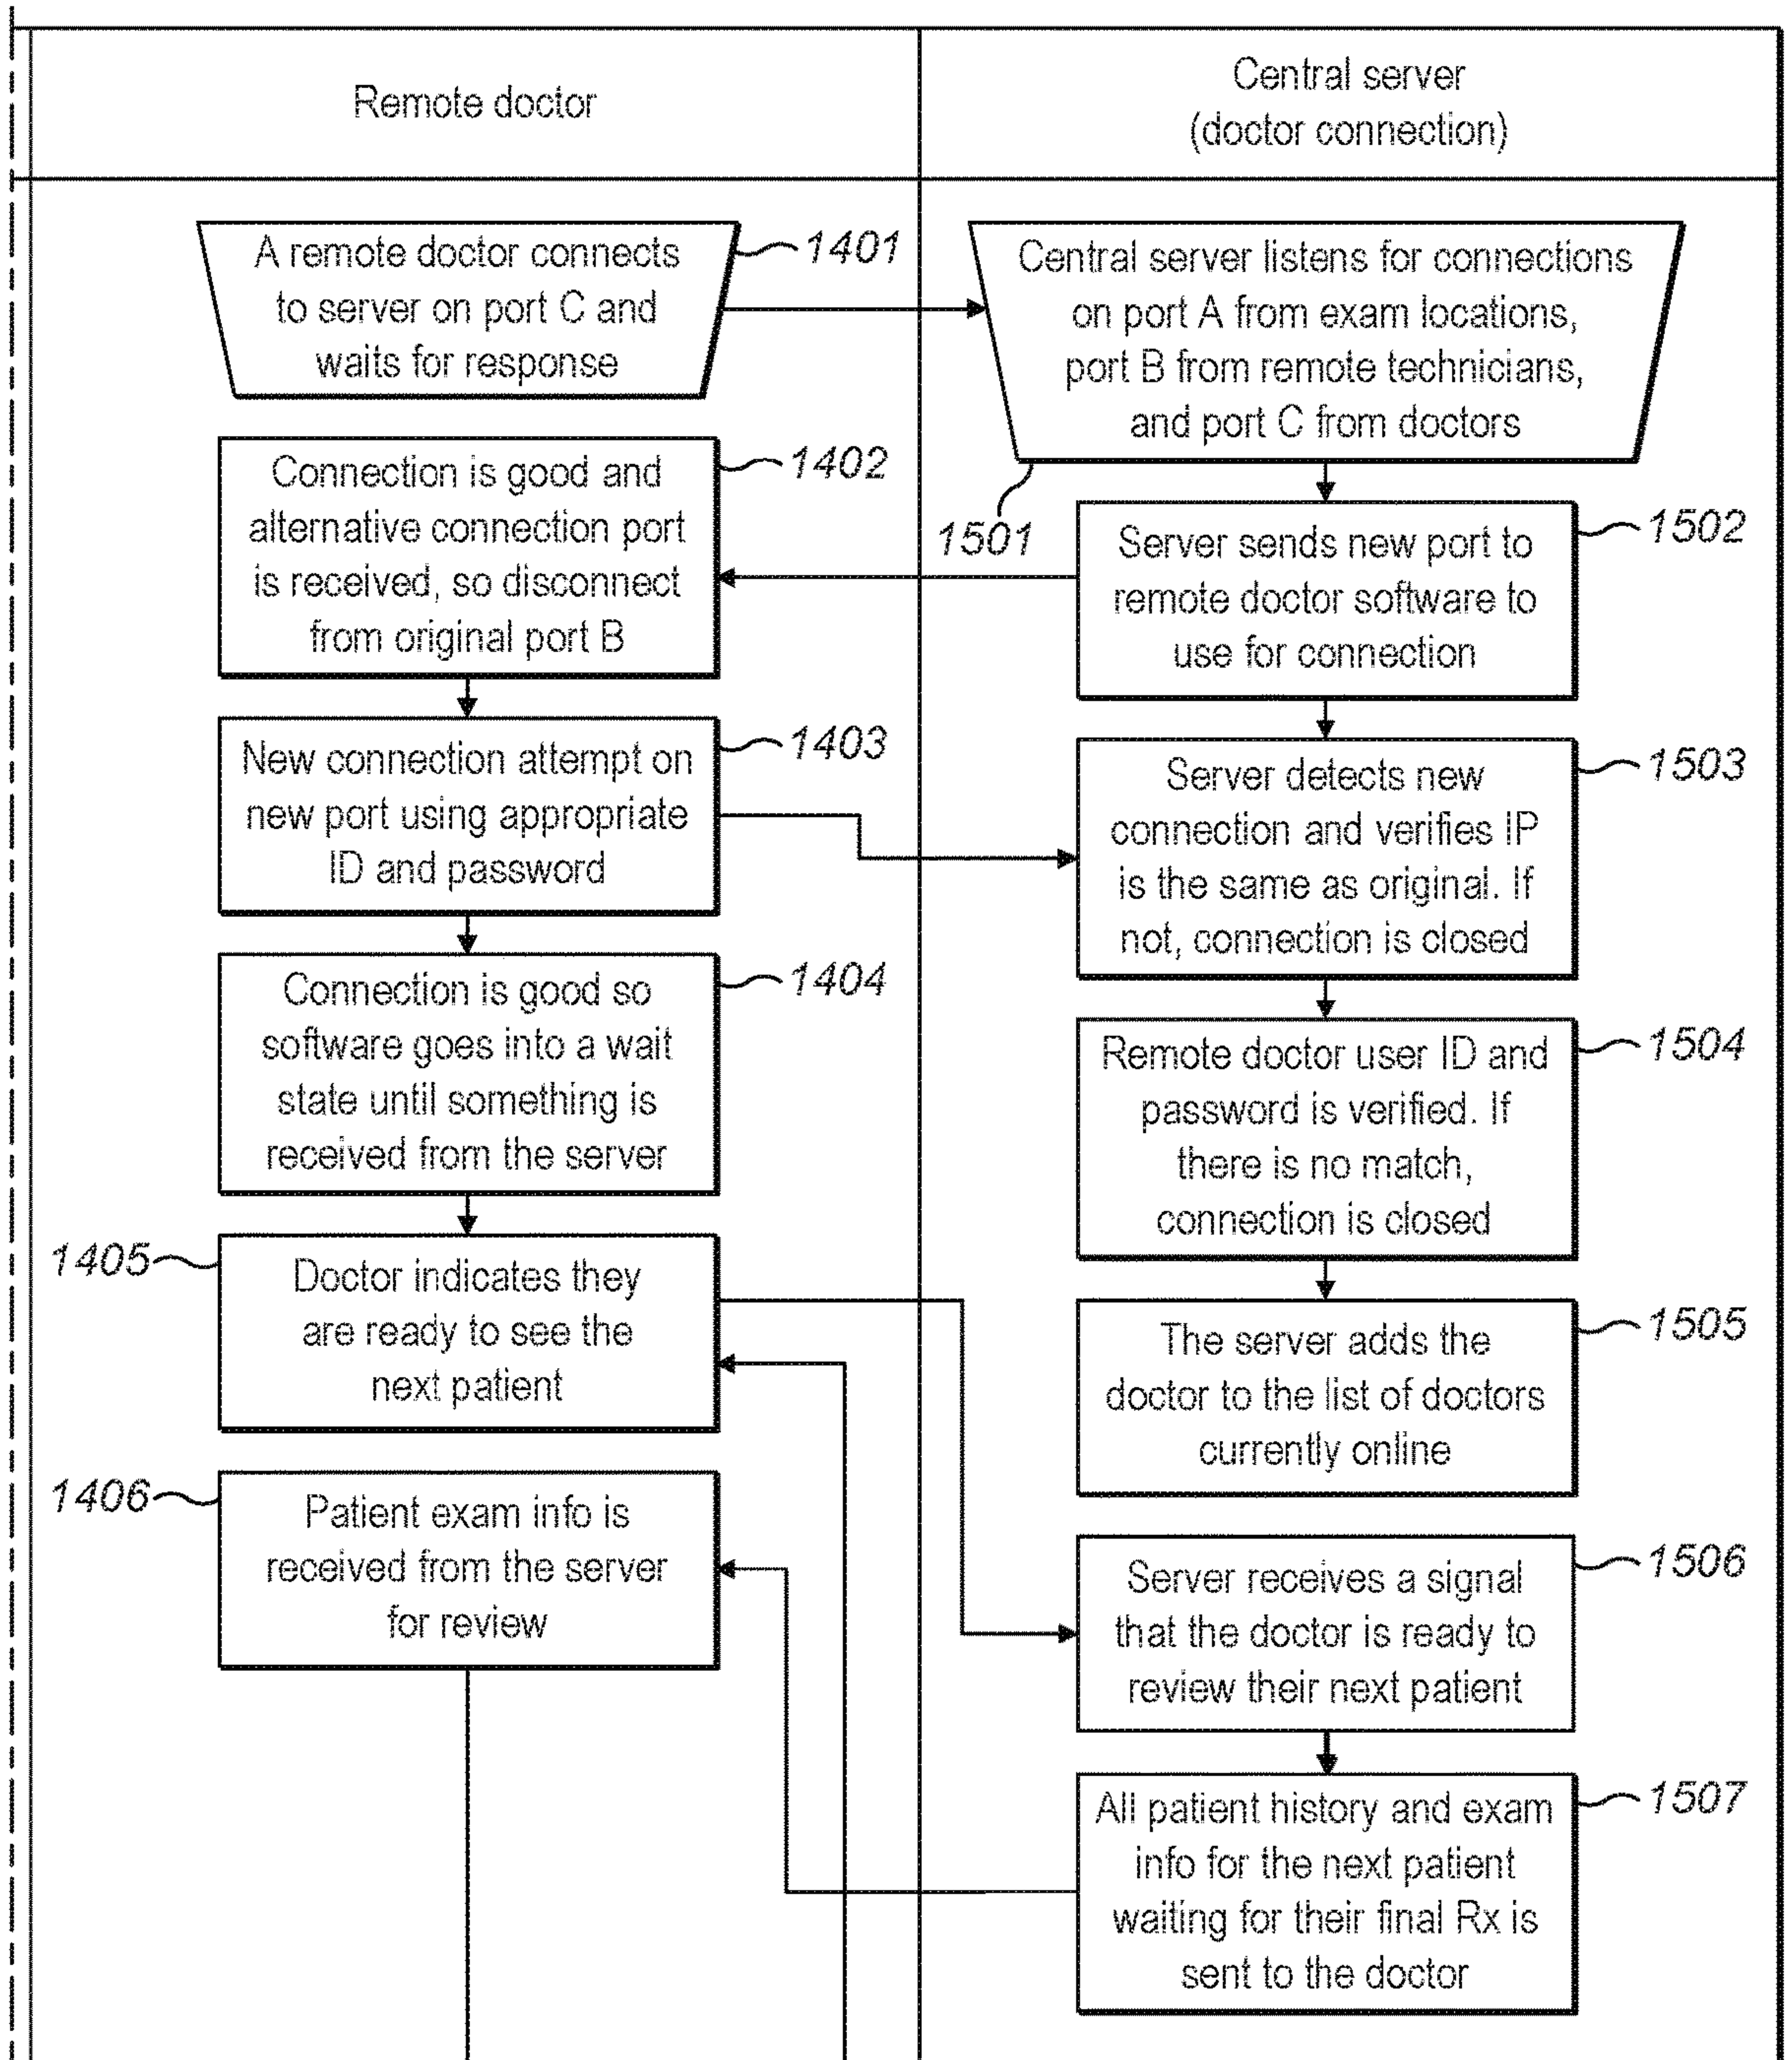 Remote doctor
Central server
(doctor connection)
A remote doctor connects
to server on port C and
waits for response
1401
Central server listens for connections
on port A from exam locations,
port B from remote technicians,
and port C from doctors
1501
Connection is good and
alternative connection port
is received, so disconnect
from original port B
1402
Server sends new port to
remote doctor software to
use for connection
1502
New connection attempt on
new port using appropriate
ID and password
1403
Server detects new
connection and verifies IP
is the same as original. If
not, connection is closed
1503
Connection is good so
software goes into a wait
state until something is
received from the server
1404
Remote doctor user ID and
password is verified. If
there is no match,
connection is closed
1504
1405
Doctor indicates they
are ready to see the
next patient
The server adds the
doctor to the list of doctors
currently online
1505
1406
Patient exam info is
received from the server
for review
Server receives a signal
that the doctor is ready to
review their next patient
1506
All patient history and exam
info for the next patient
waiting for their final Rx is
sent to the doctor
1507